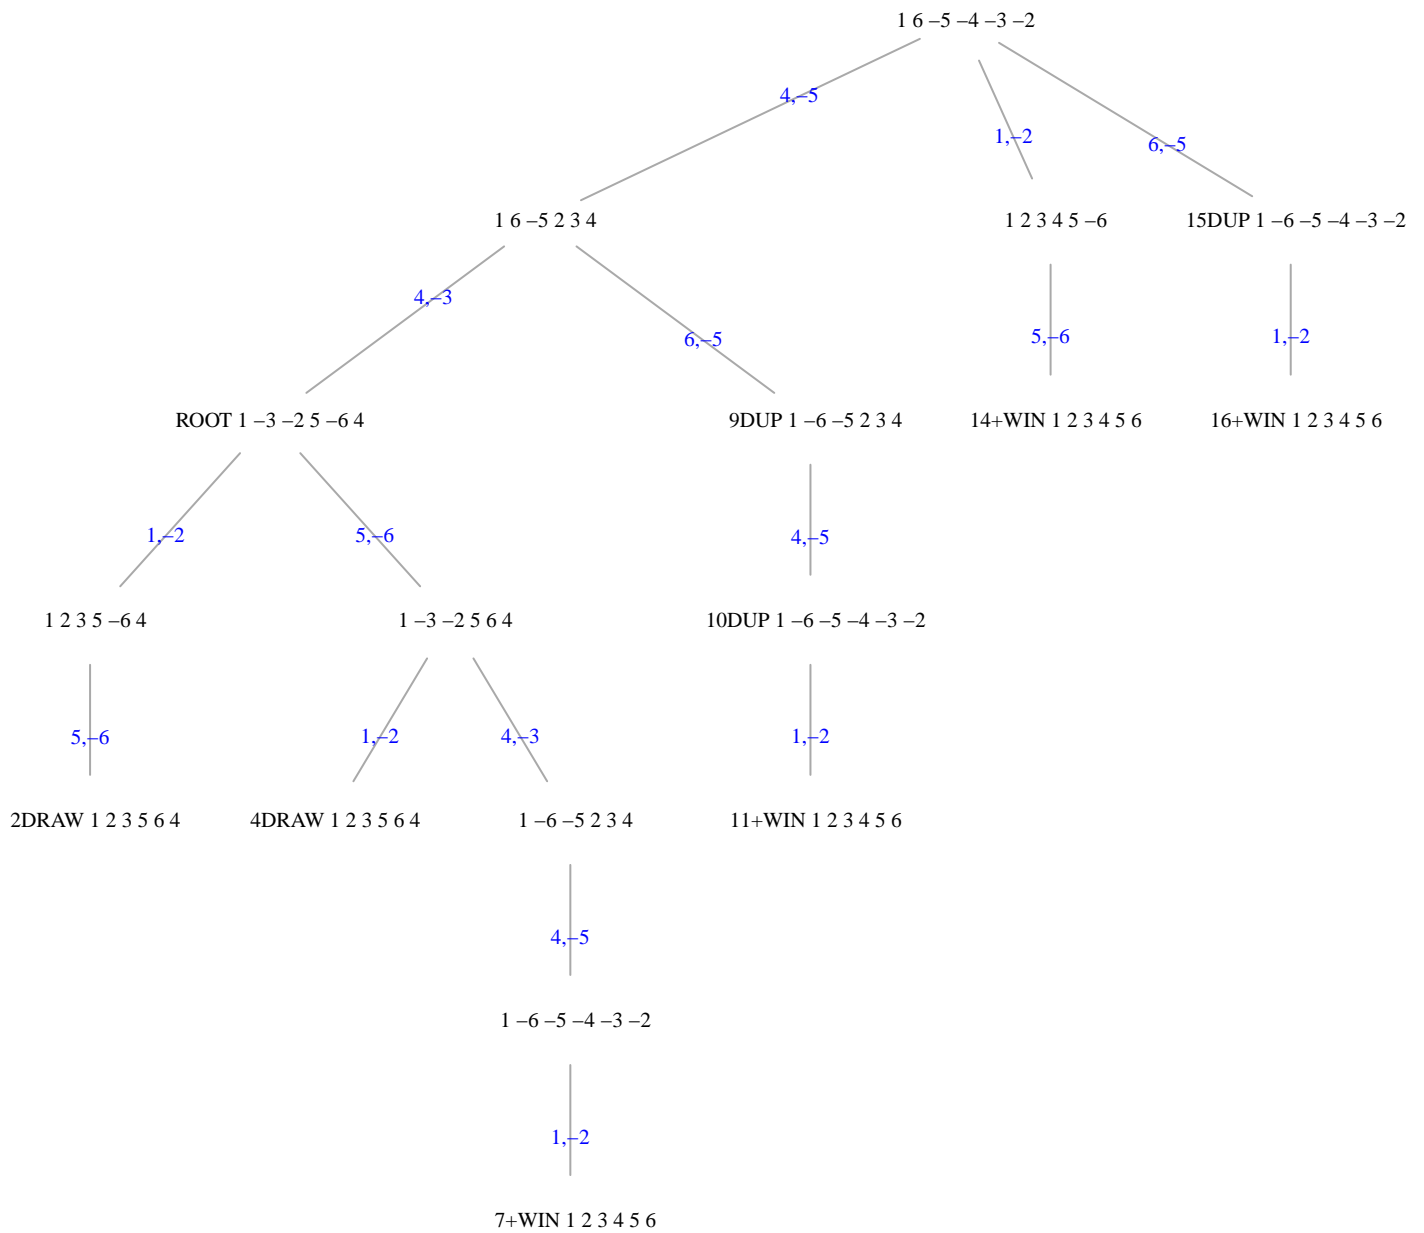 1 6 –5 –4 –3 –2
4,–5
1,–2
6,–5
1 6 –5 2 3 4
1 2 3 4 5 –6
15DUP 1 –6 –5 –4 –3 –2
4,–3
6,–5
5,–6
1,–2
ROOT 1 –3 –2 5 –6 4
9DUP 1 –6 –5 2 3 4
14+WIN 1 2 3 4 5 6
16+WIN 1 2 3 4 5 6
1,–2
5,–6
4,–5
1 2 3 5 –6 4
1 –3 –2 5 6 4
10DUP 1 –6 –5 –4 –3 –2
5,–6
1,–2
4,–3
1,–2
2DRAW 1 2 3 5 6 4
4DRAW 1 2 3 5 6 4
1 –6 –5 2 3 4
11+WIN 1 2 3 4 5 6
4,–5
1 –6 –5 –4 –3 –2
1,–2
7+WIN 1 2 3 4 5 6